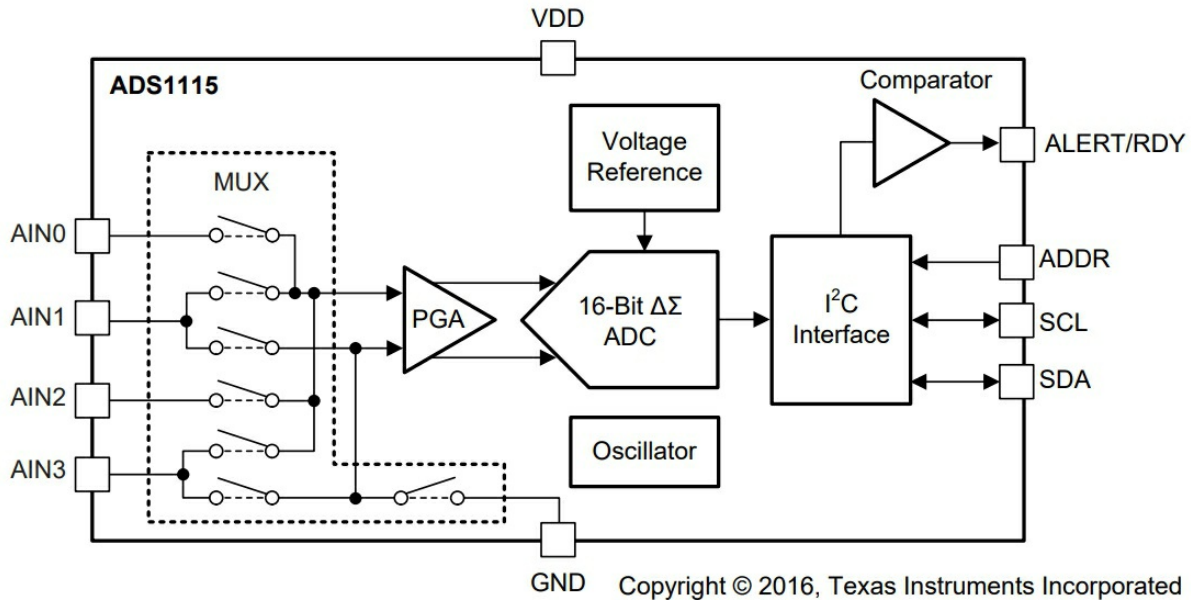 VDD
ADS1115
Comparator
Voltage
Reference
ALERT/RDY
MUX
AIN0
ADDR
AIN1
PGA
16-Bit ΔΣ
ADC
I²C
Interface
SCL
AIN2
SDA
AIN3
Oscillator
GND
Copyright © 2016, Texas Instruments Incorporated